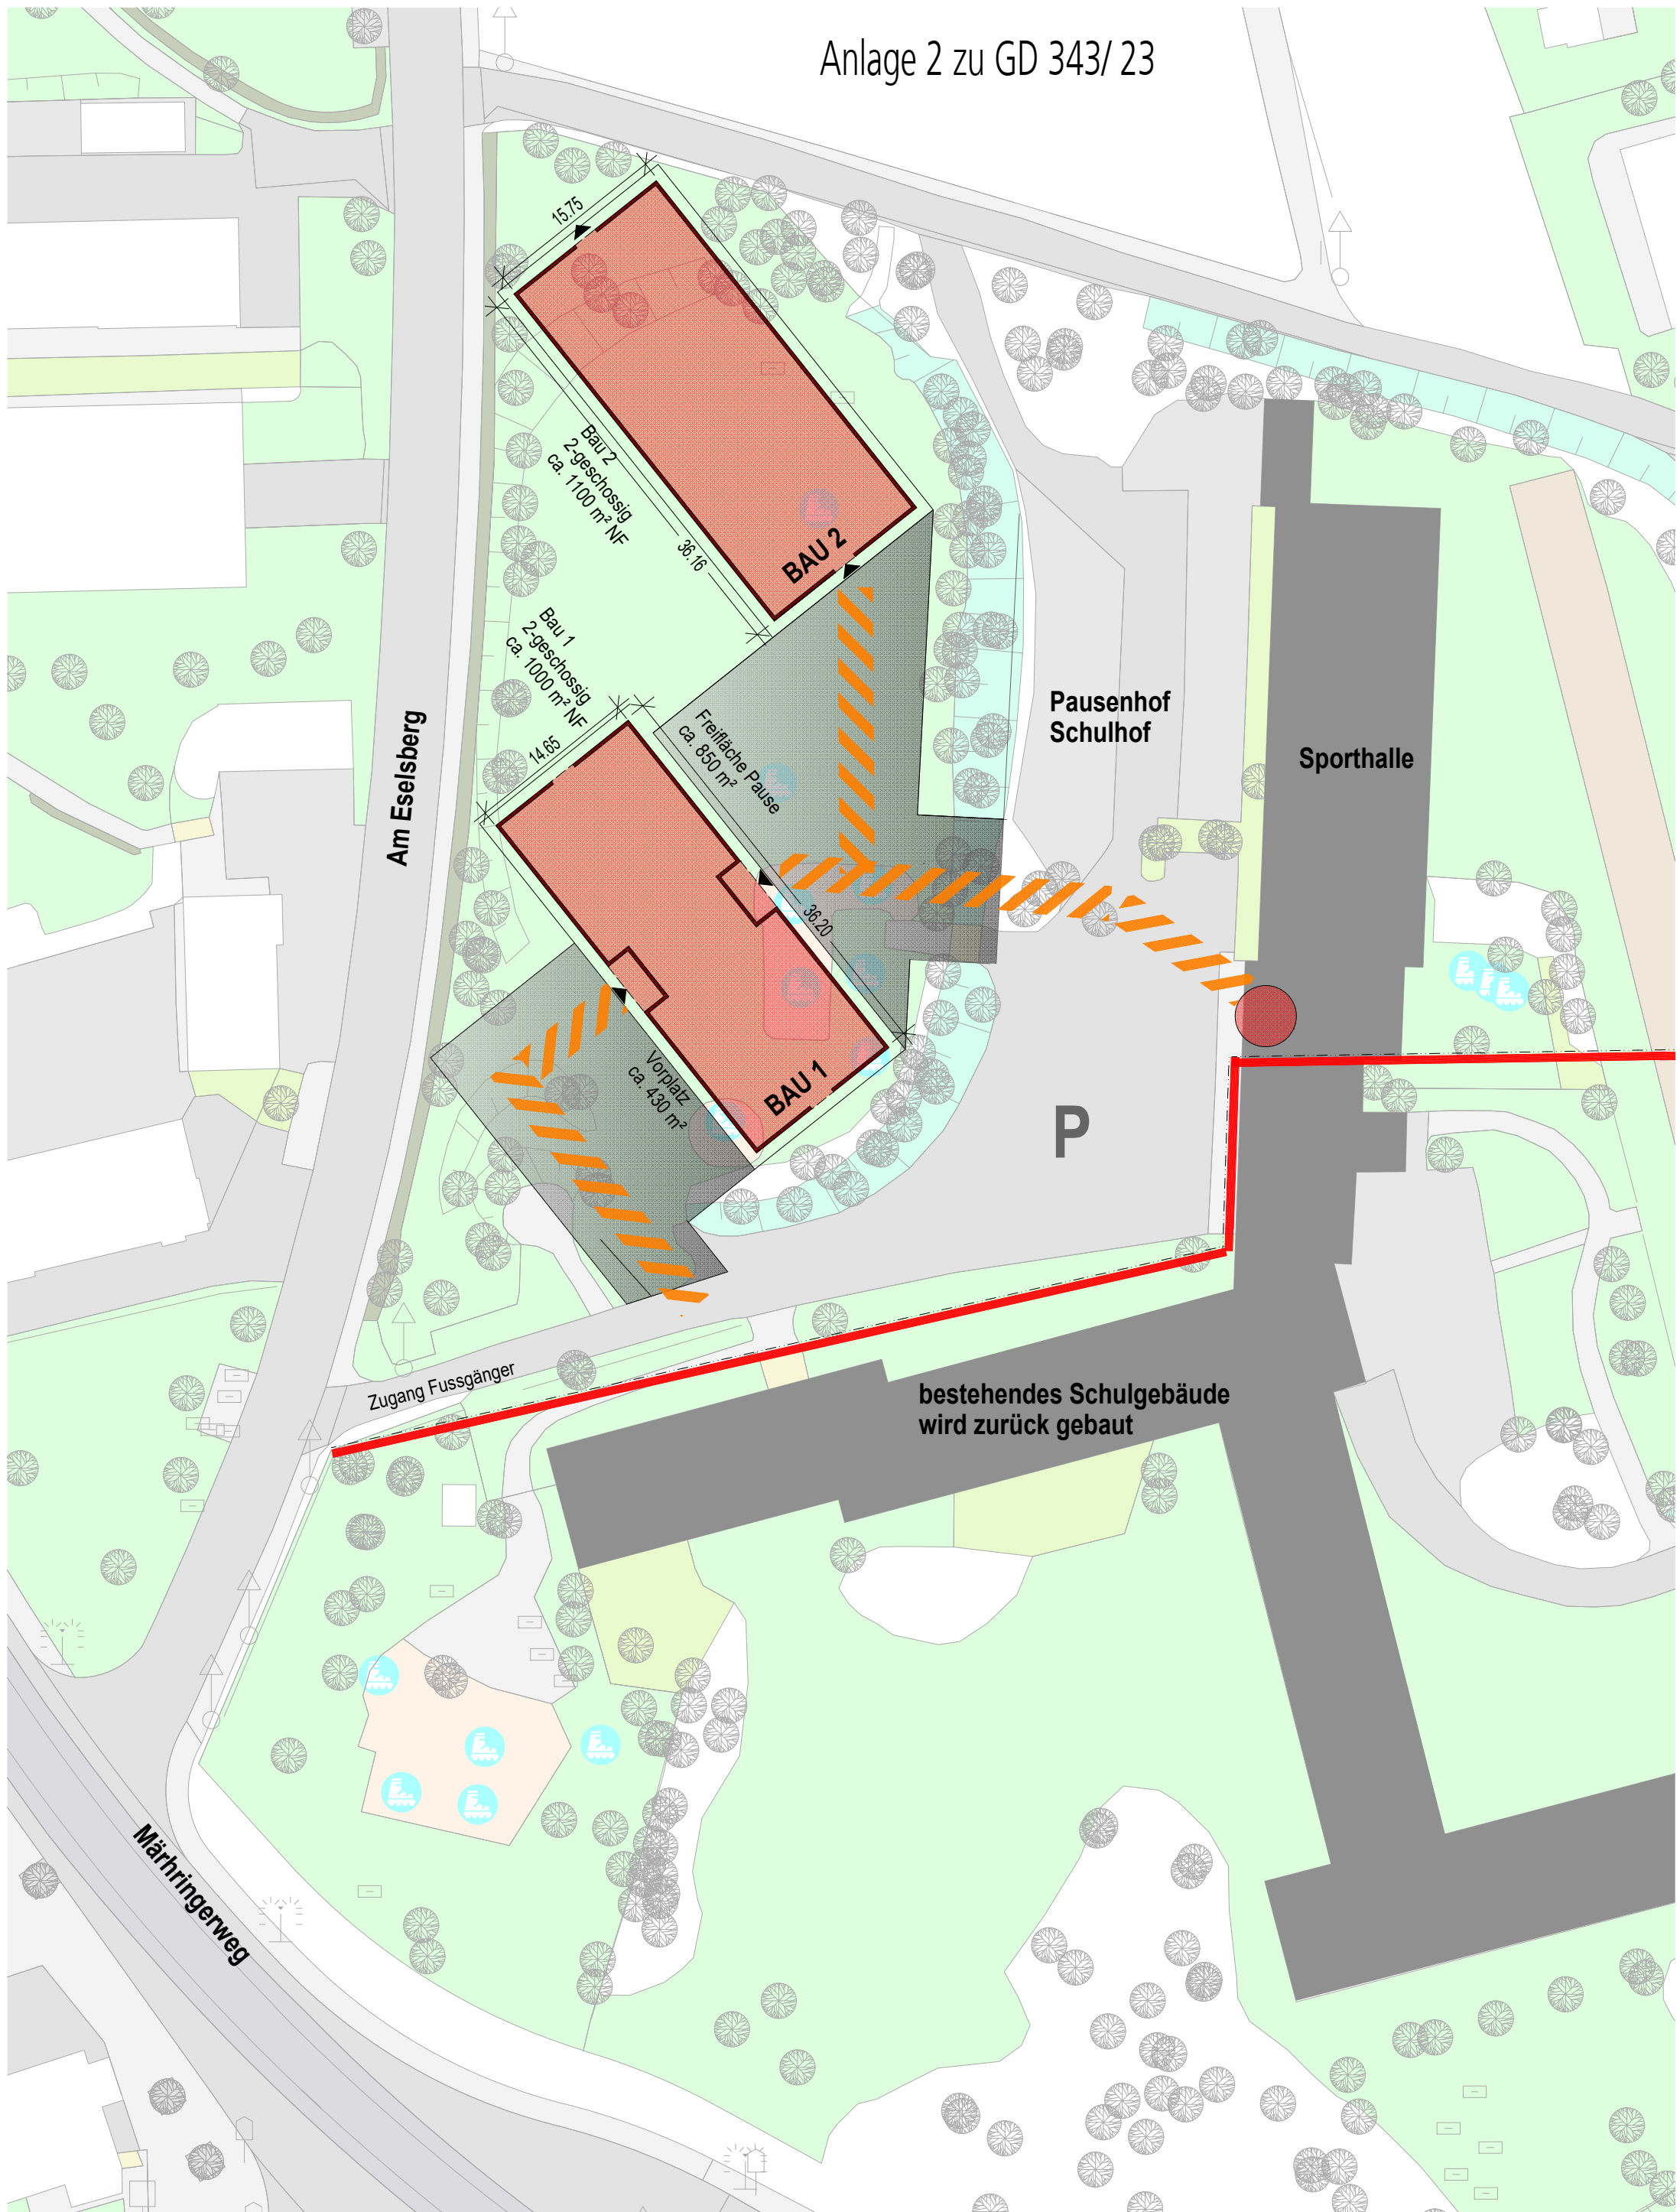 Anlage 2 zu GD 343/ 23
15.75
Bau 2
2-geschossig
ca. 1100 m² NF
36.16
BAU 2
Bau 1
2-geschossig
ca. 1000 m² NF
14.65
Freifläche Pause
ca. 850 m²
Pausenhof
Schulhof
Sporthalle
Am Eselsberg
36.20
Vorplatz
ca. 430 m²
BAU 1
P
Zugang Fussgänger
bestehendes Schulgebäude
wird zurück gebaut
Märhringerweg